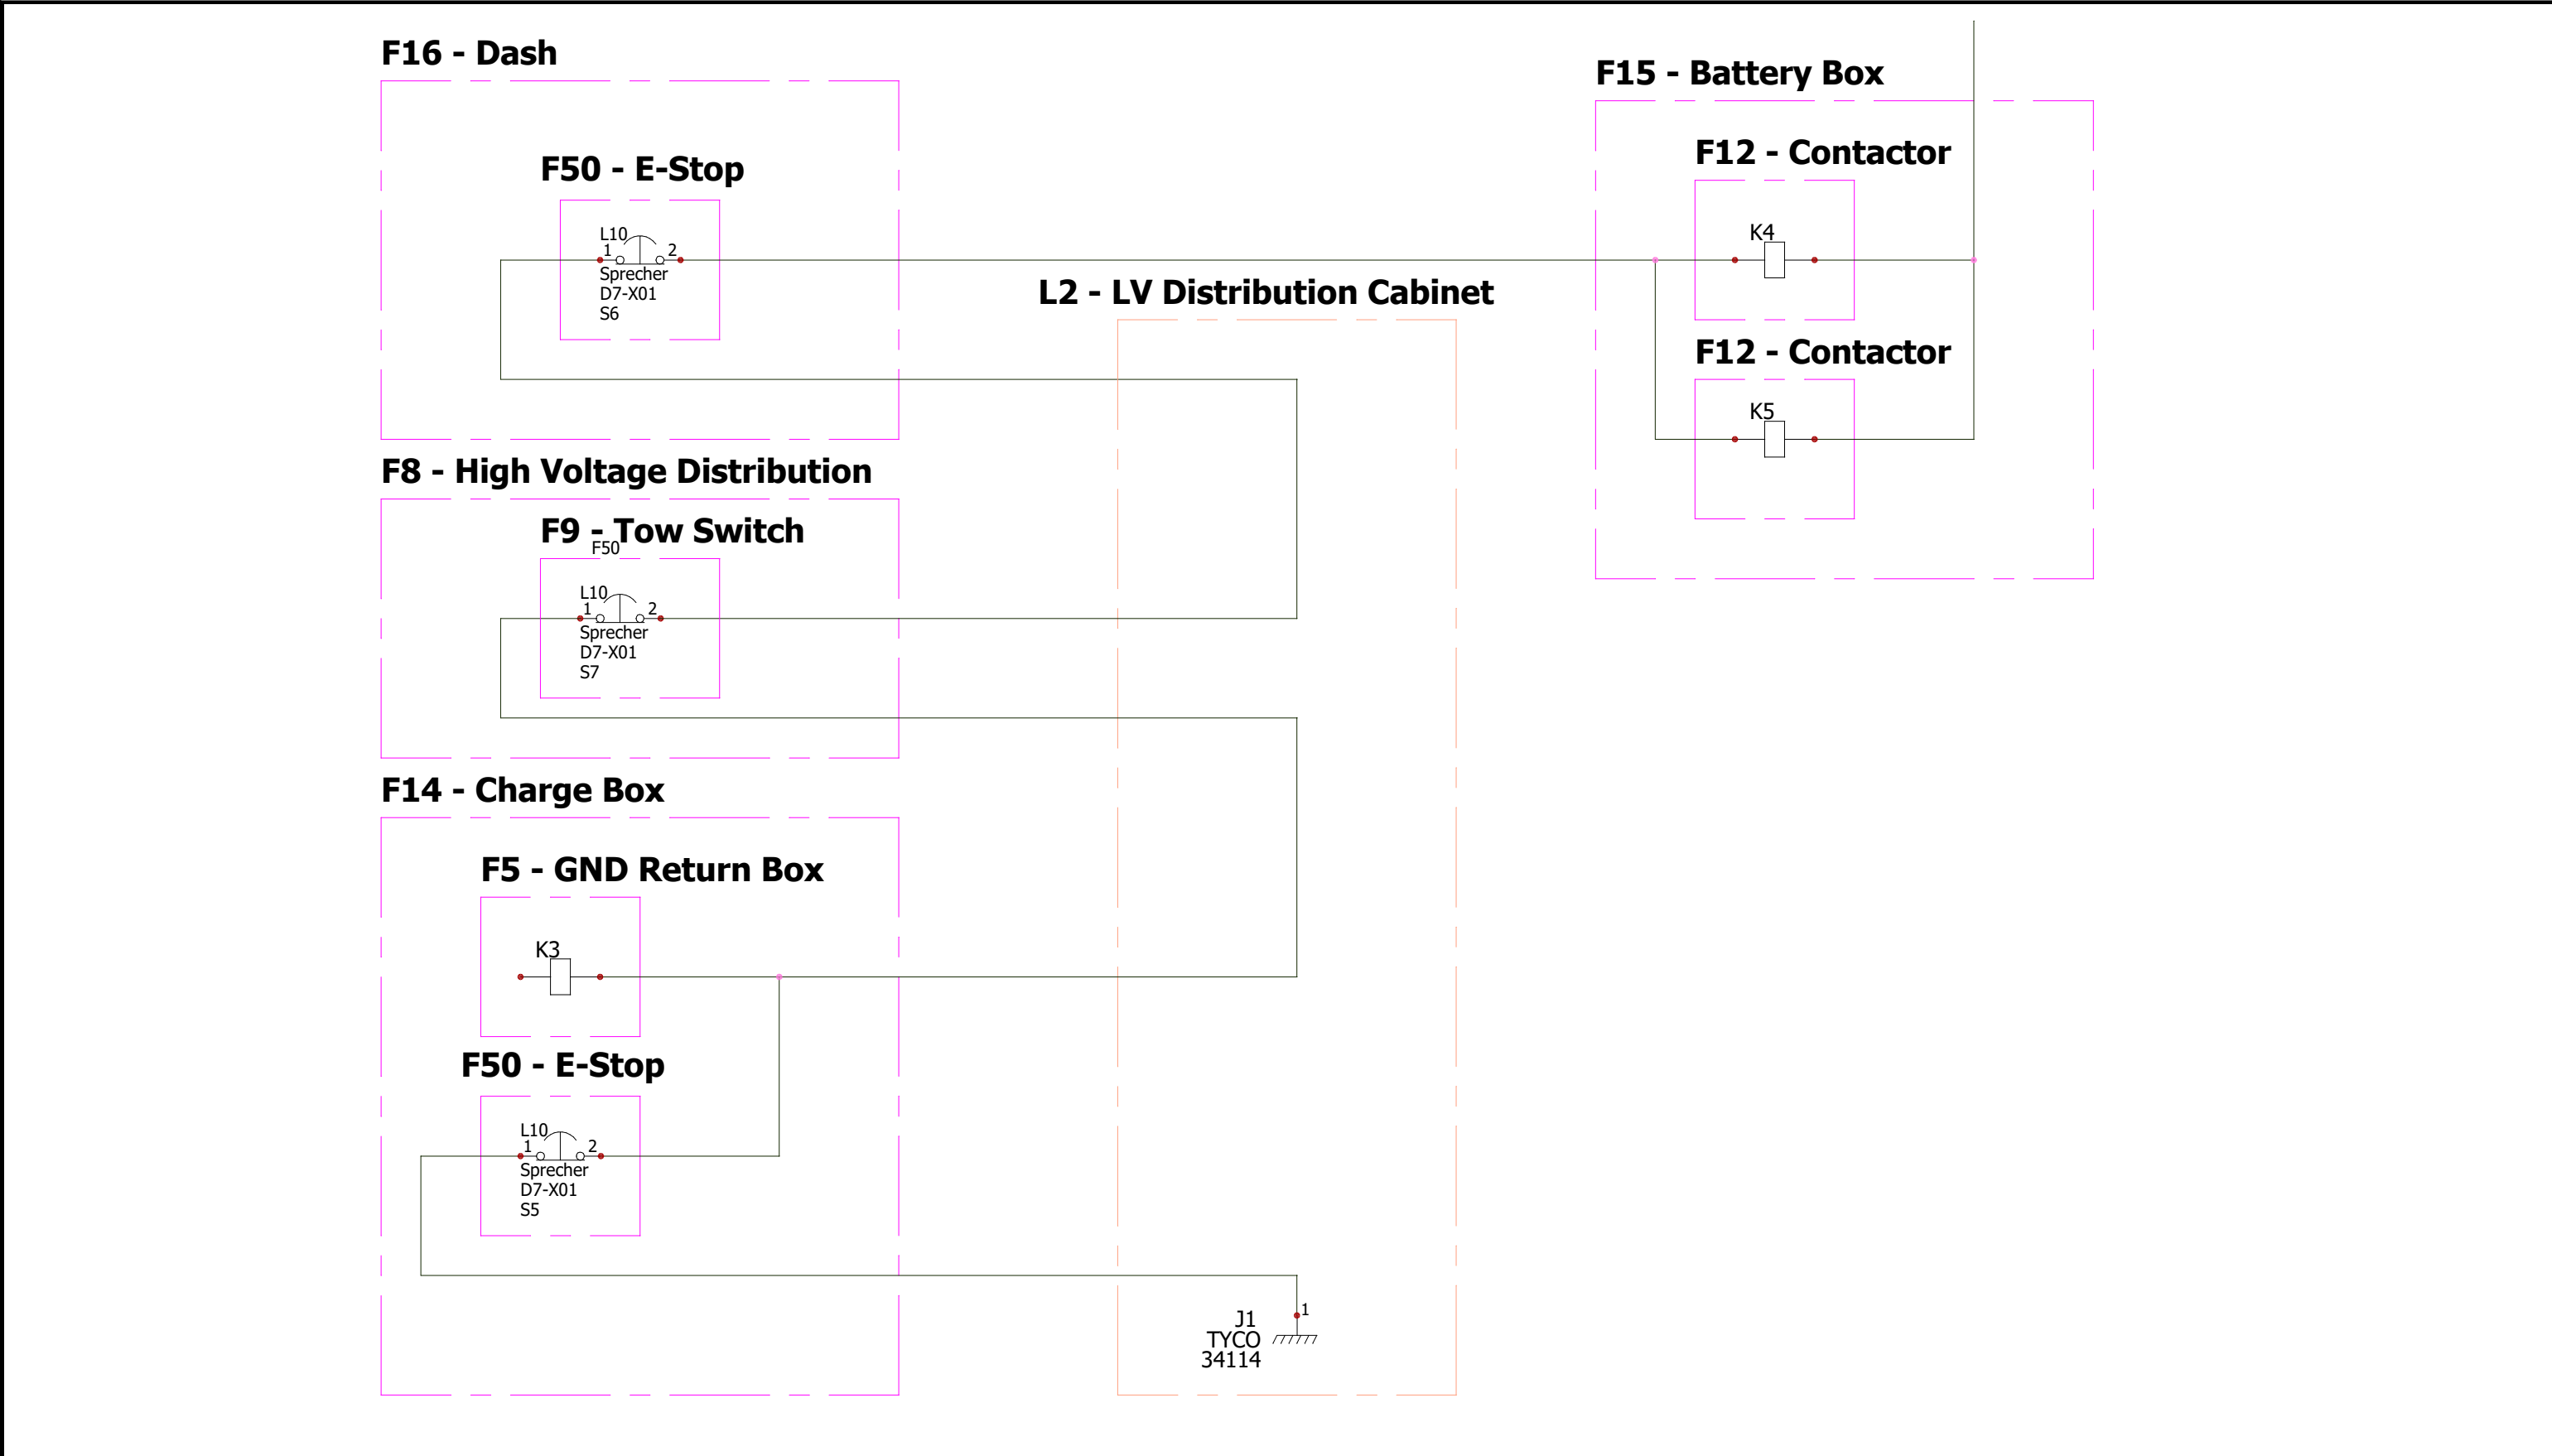 F16 - Dash
F50 - E-Stop
L10
1 2
Sprecher
D7-X01
S6
F15 - Battery Box
F12 - Contactor
K4
F12 - Contactor
K5
L2 - LV Distribution Cabinet
F8 - High Voltage Distribution
F9 - Tow Switch
F50
L10
1 2
Sprecher
D7-X01
S7
F14 - Charge Box
F5 - GND Return Box
K3
F50 - E-Stop
L10
1 2
Sprecher
D7-X01
S5
J1 1
TYCO
34114